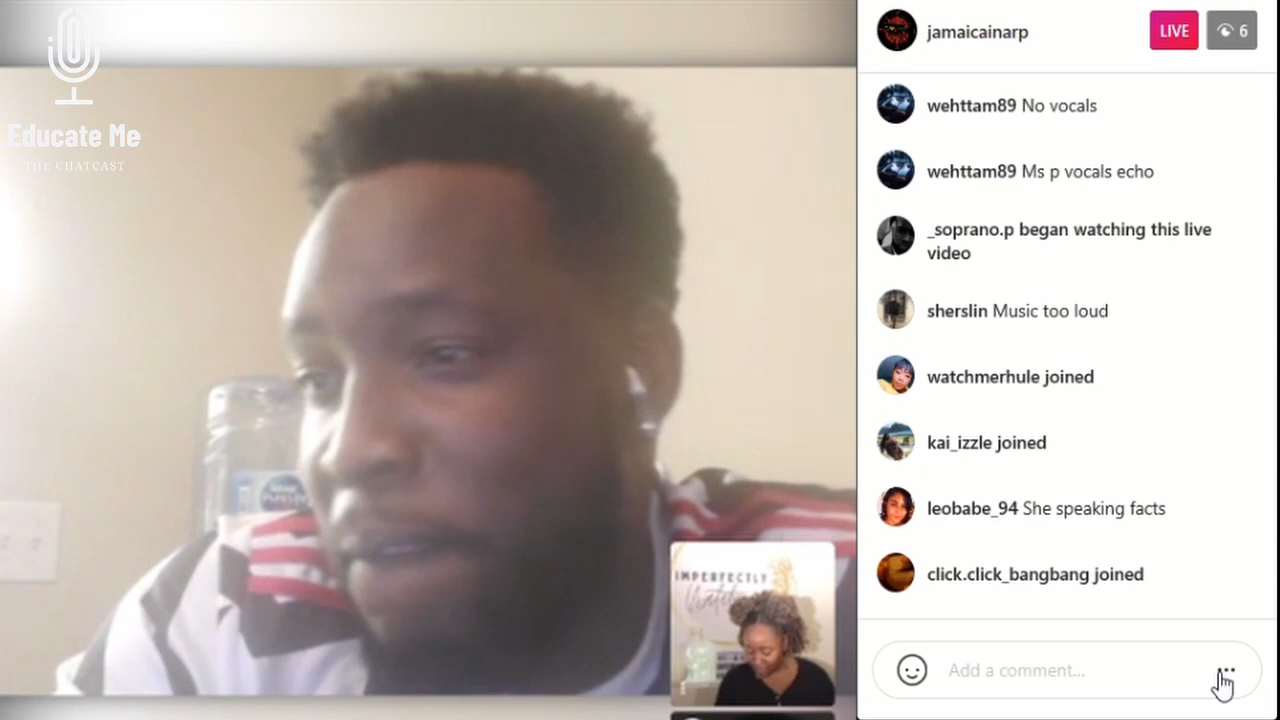 Educate Me
THE CHATCAST
jamaicainarp
LIVE
6
wehttam89 No vocals
wehttam89 Ms p vocals echo
_soprano.p began watching this live
video
sherslin Music too loud
watchmerhule joined
kai_izzle joined
leobabe_94 She speaking facts
click.click_bangbang joined
Add a comment...
IMPERFECTLY